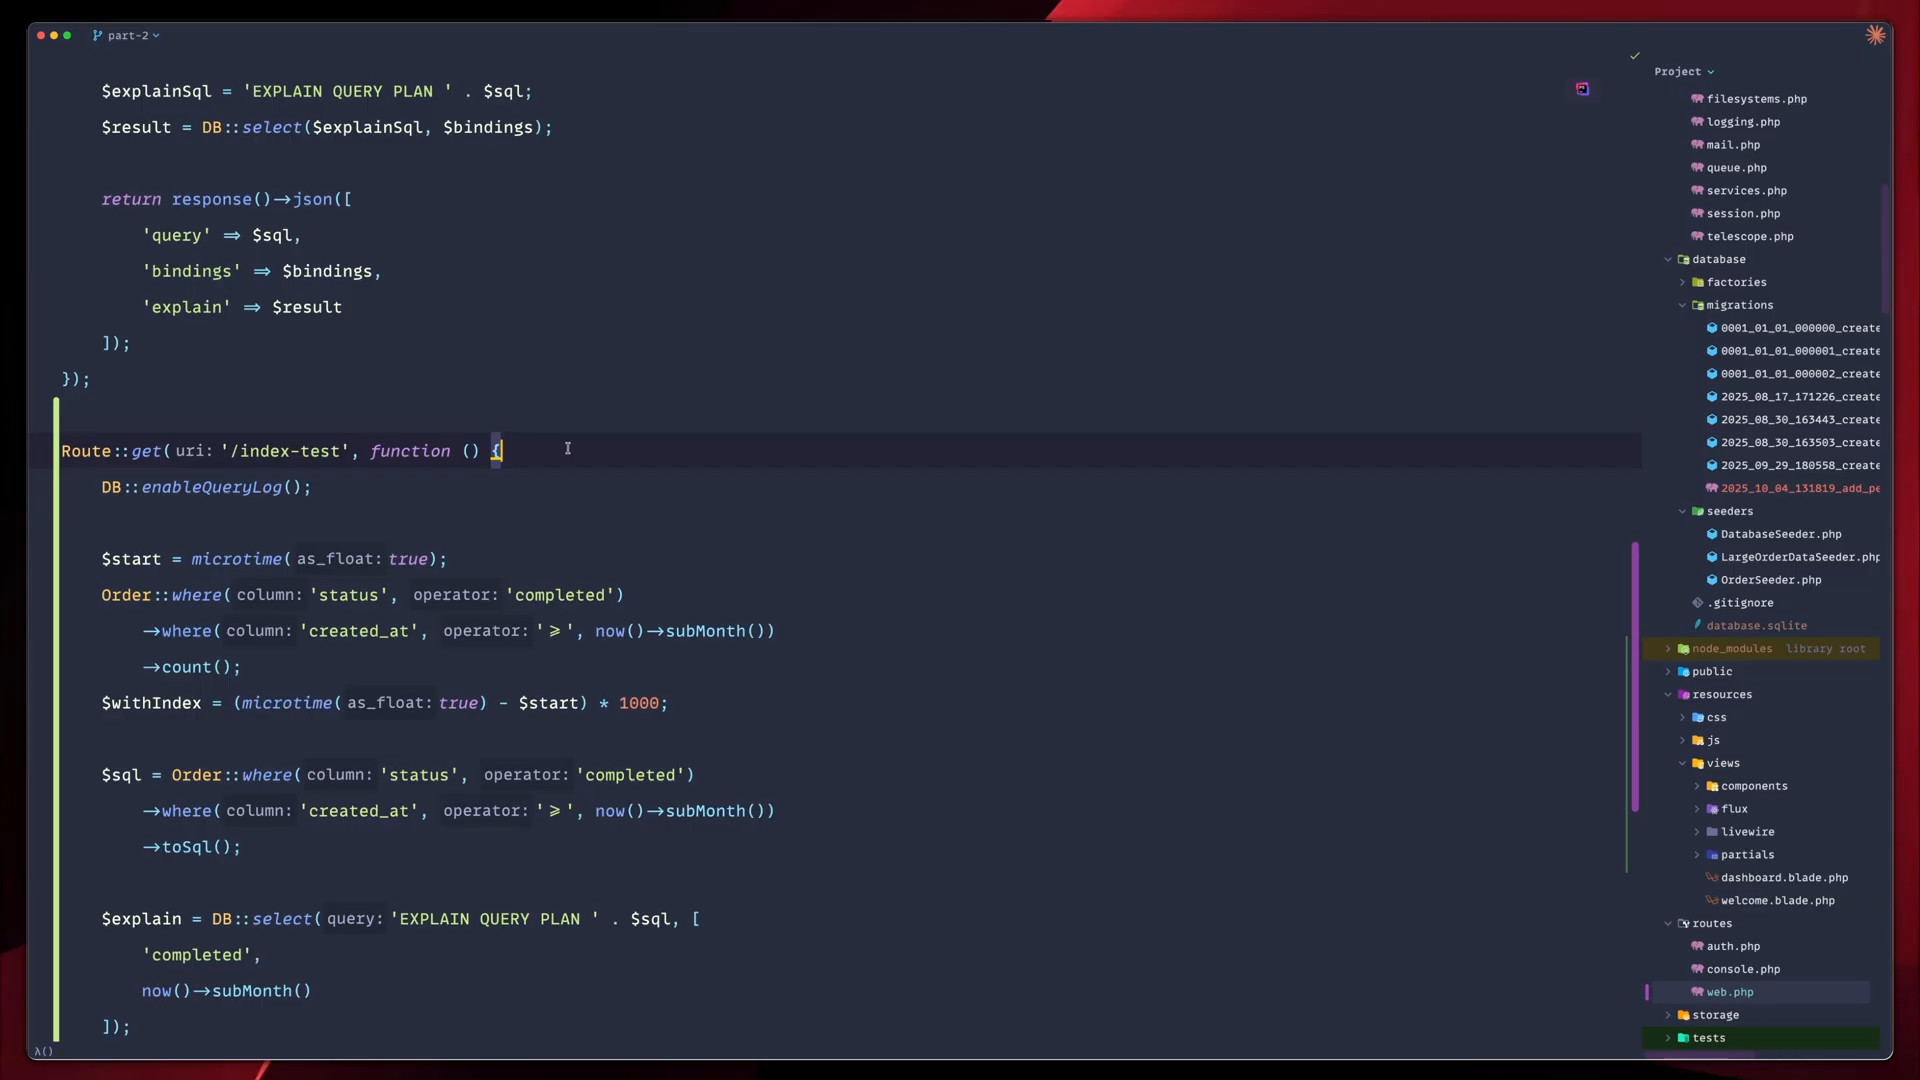 part-2
$explainSql = 'EXPLAIN QUERY PLAN ' . $sql;
$result = DB::select($explainSql, $bindings);
return response()->json([
'query' => $sql,
'bindings' => $bindings,
'explain' => $result
]);
});
Route::get( uri: '/index-test', function () {
DB::enableQueryLog();
$start = microtime( as_float: true);
Order::where( column: 'status', operator: 'completed')
->where( column: 'created_at', operator: '>=', now()->subMonth())
->count();
$withIndex = (microtime( as_float: true) - $start) * 1000;
$sql = Order::where( column: 'status', operator: 'completed')
->where( column: 'created_at', operator: '>=', now()->subMonth())
->toSql();
$explain = DB::select( query: 'EXPLAIN QUERY PLAN ' . $sql, [
'completed',
now()->subMonth()
]);
λ()
Project
filesystems.php
logging.php
mail.php
queue.php
services.php
session.php
telescope.php
database
factories
migrations
0001_01_01_000000_create
0001_01_01_000001_create
0001_01_01_000002_create
2025_08_17_171226_create
2025_08_30_163443_create
2025_08_30_163503_create
2025_09_29_180558_create
2025_10_04_131819_add_pe
seeders
DatabaseSeeder.php
LargeOrderDataSeeder.php
OrderSeeder.php
.gitignore
database.sqlite
node_modules library root
public
resources
css
js
views
components
flux
livewire
partials
dashboard.blade.php
welcome.blade.php
routes
auth.php
console.php
web.php
storage
tests